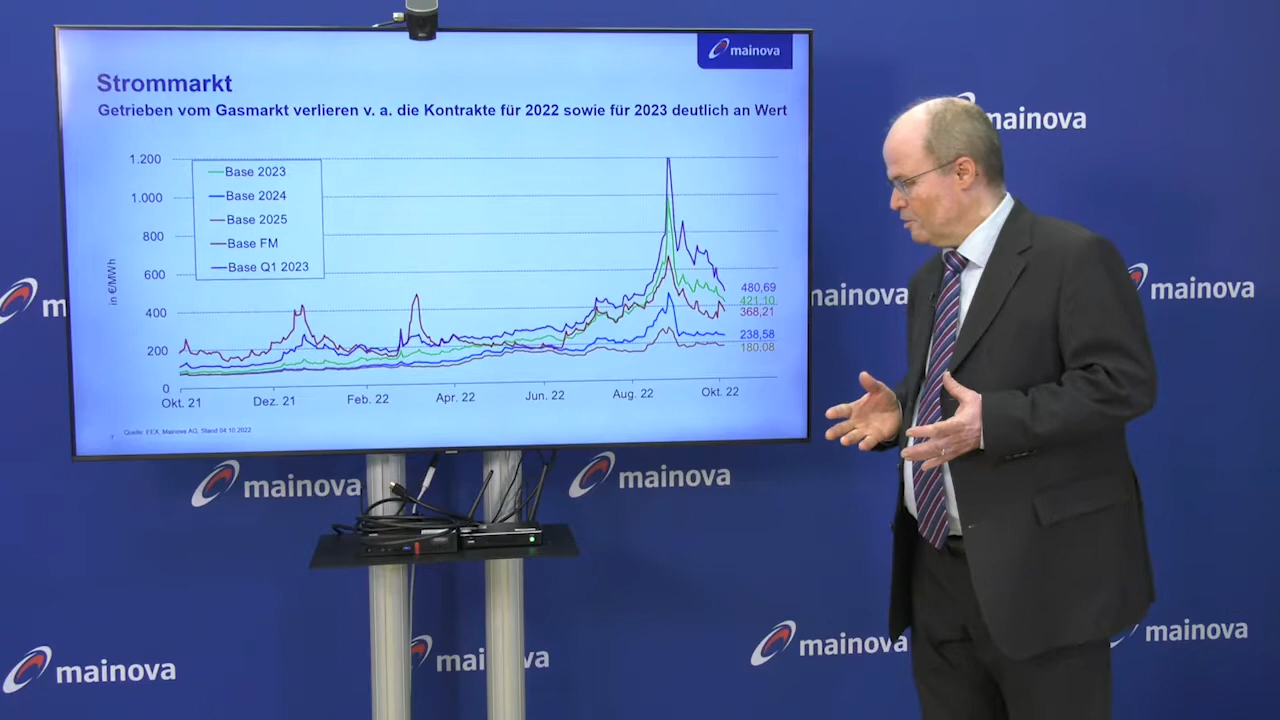 mainova
Strommarkt
Getrieben vom Gasmarkt verlieren v. a. die Kontrakte für 2022 sowie für 2023 deutlich an Wert
in €/MWh
1.200
1.000
800
600
400
200
0
Base 2023
Base 2024
Base 2025
Base FM
Base Q1 2023
480,69
421,10
368,21
238,58
180,08
Okt. 21
Dez. 21
Feb. 22
Apr. 22
Jun. 22
Aug. 22
Okt. 22
7
Quelle: EEX, Mainova AG, Stand 04.10.2022
mainova
m
mainova
mainova
mainova
mainova
mainova
mainova
mainova
mainova